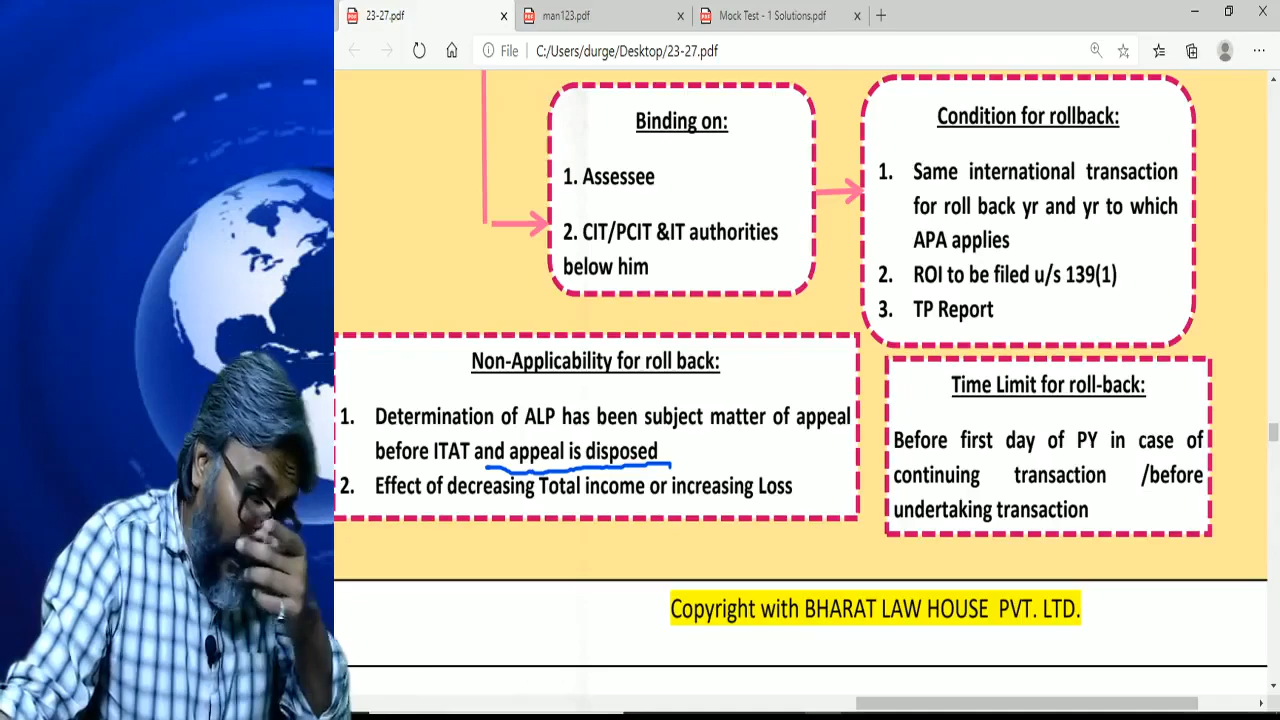 23-27.pdf
man123.pdf
Mock Test - 1 Solutions.pdf
File
C:/Users/durge/Desktop/23-27.pdf
Binding on:
1. Assessee
2. CIT/PCIT &IT authorities
below him
Condition for rollback:
1. Same international transaction
for roll back yr and yr to which
APA applies
2. ROI to be filed u/s 139(1)
3. TP Report
Non-Applicability for roll back:
1. Determination of ALP has been subject matter of appeal
before ITAT and appeal is disposed
2. Effect of decreasing Total income or increasing Loss
Time Limit for roll-back:
Before first day of PY in case of
continuing transaction /before
undertaking transaction
Copyright with BHARAT LAW HOUSE PVT. LTD.